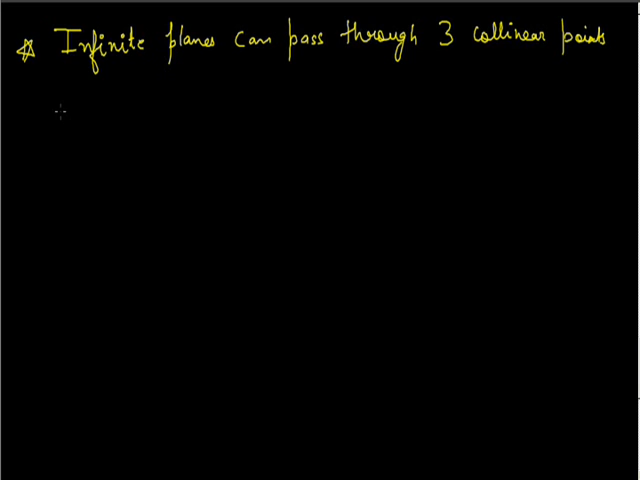 ☆ Infinite planes can pass through 3 collinear points